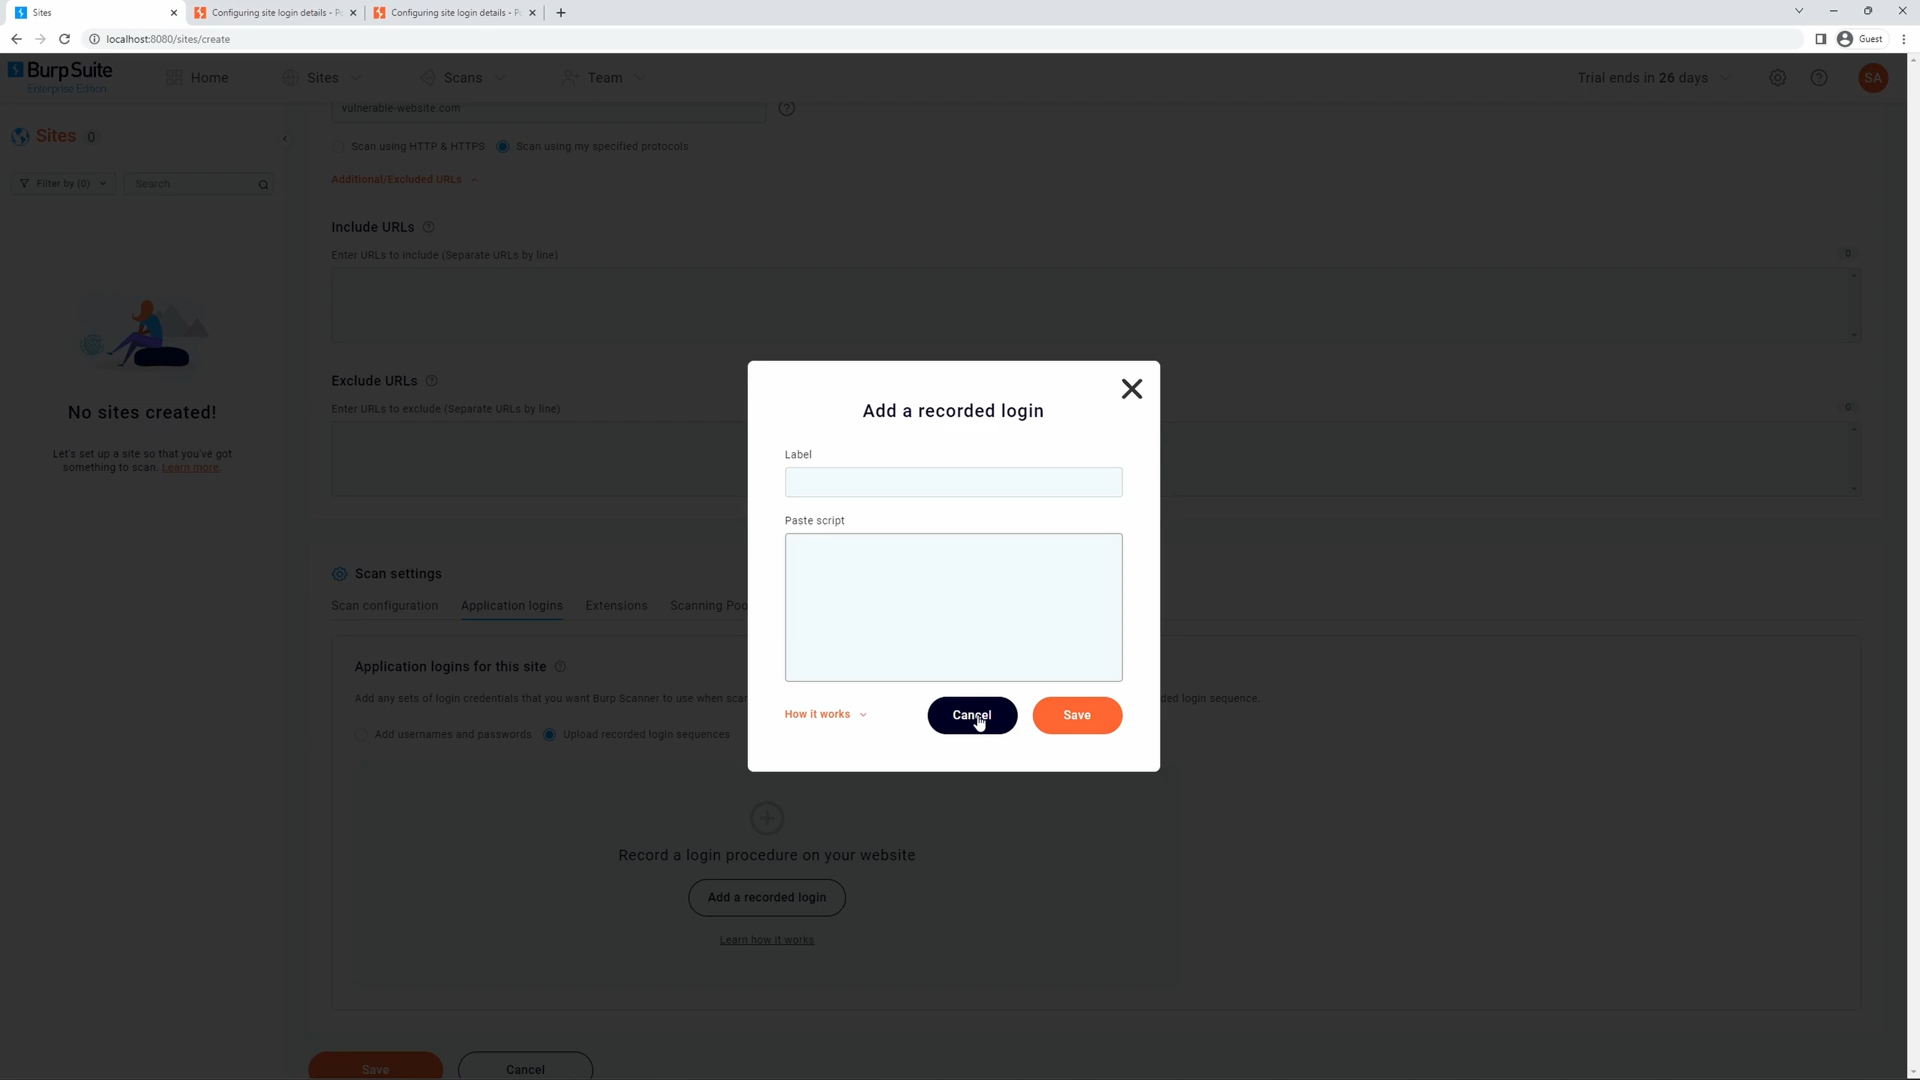 Sites
Configuring site login details - Po
Configuring site login details - Po
localhost:8080/sites/create
Guest
BurpSuite
Enterprise Edition
Home
Sites
Scans
Team
Trial ends in 26 days
SA
Sites 0
Filter by (0)
Search
No sites created!
Let's set up a site so that you've got
something to scan. Learn more.
vulnerable-website.com
Scan using HTTP & HTTPS
Scan using my specified protocols
Additional/Excluded URLs
Include URLs
Enter URLs to include (Separate URLs by line)
0
Exclude URLs
Enter URLs to exclude (Separate URLs by line)
0
Scan settings
Scan configuration
Application logins
Extensions
Scanning Poo
Application logins for this site
Add any sets of login credentials that you want Burp Scanner to use when scan
ded login sequence.
Add usernames and passwords
Upload recorded login sequences
Record a login procedure on your website
Add a recorded login
Learn how it works
Save
Cancel
Add a recorded login
Label
Paste script
How it works
Cancel
Save